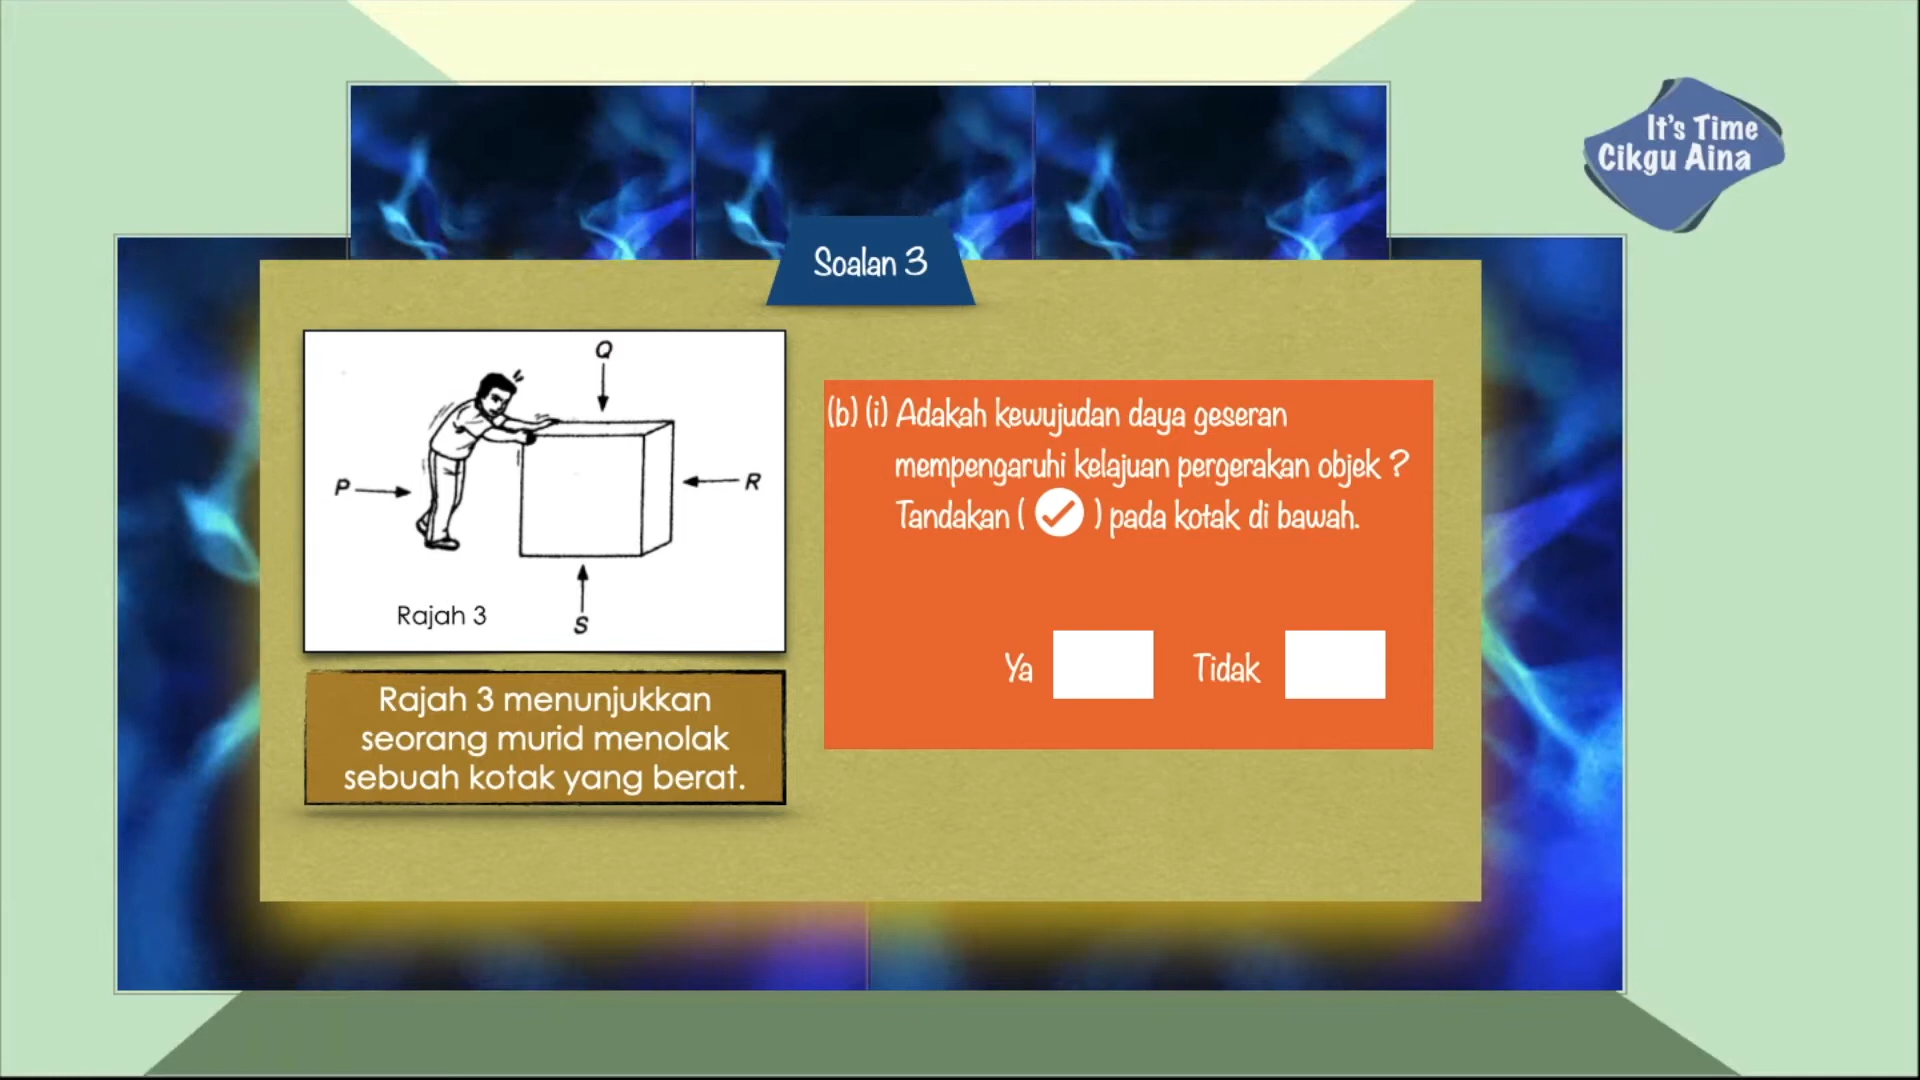 It's Time
Cikgu Aina
Soalan 3
Q
P
R
S
Rajah 3
Rajah 3 menunjukkan
seorang murid menolak
sebuah kotak yang berat.
(b) (i) Adakah kewujudan daya geseran
mempengaruhi kelajuan pergerakan objek ?
Tandakan ( ✓ ) pada kotak di bawah.
Ya
Tidak